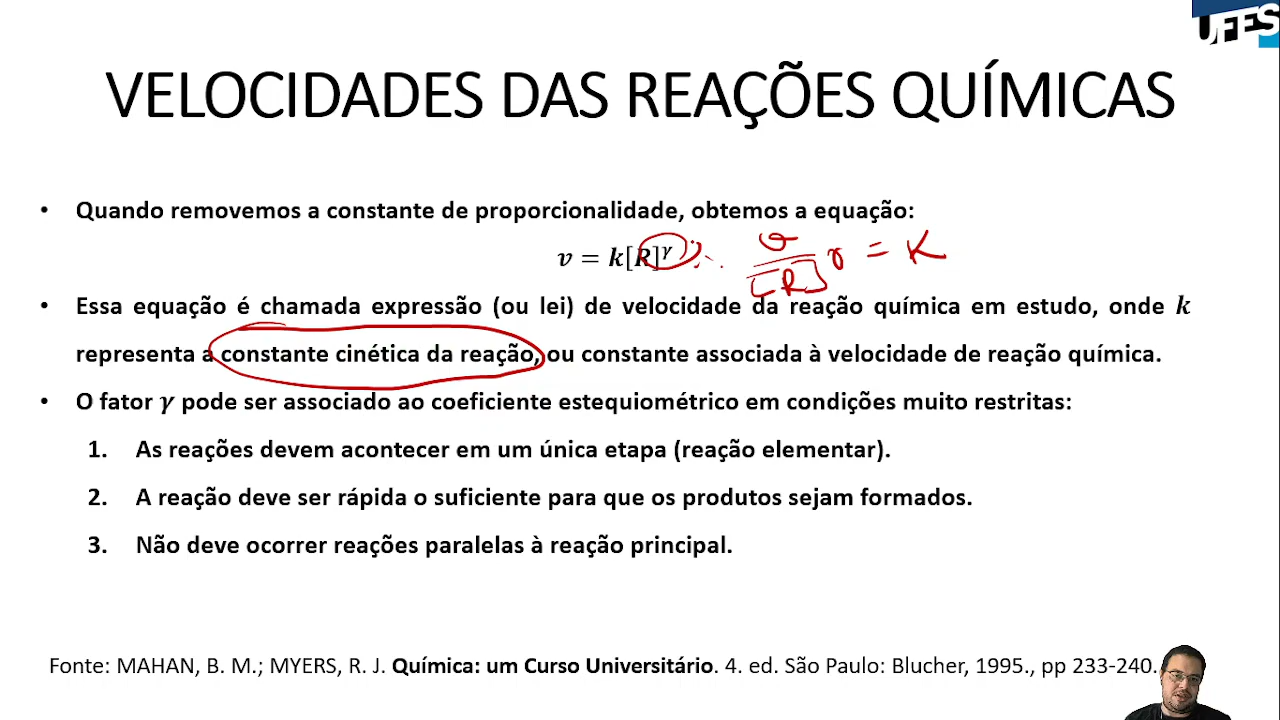 UFES
VELOCIDADES DAS REAÇÕES QUÍMICAS
• Quando removemos a constante de proporcionalidade, obtemos a equação:
v = k[R]^γ ∴ v/[R]^γ = K
• Essa equação é chamada expressão (ou lei) de velocidade da reação química em estudo, onde k
representa a constante cinética da reação, ou constante associada à velocidade de reação química.
• O fator γ pode ser associado ao coeficiente estequiométrico em condições muito restritas:
1. As reações devem acontecer em um única etapa (reação elementar).
2. A reação deve ser rápida o suficiente para que os produtos sejam formados.
3. Não deve ocorrer reações paralelas à reação principal.
Fonte: MAHAN, B. M.; MYERS, R. J. Química: um Curso Universitário. 4. ed. São Paulo: Blucher, 1995., pp 233-240.